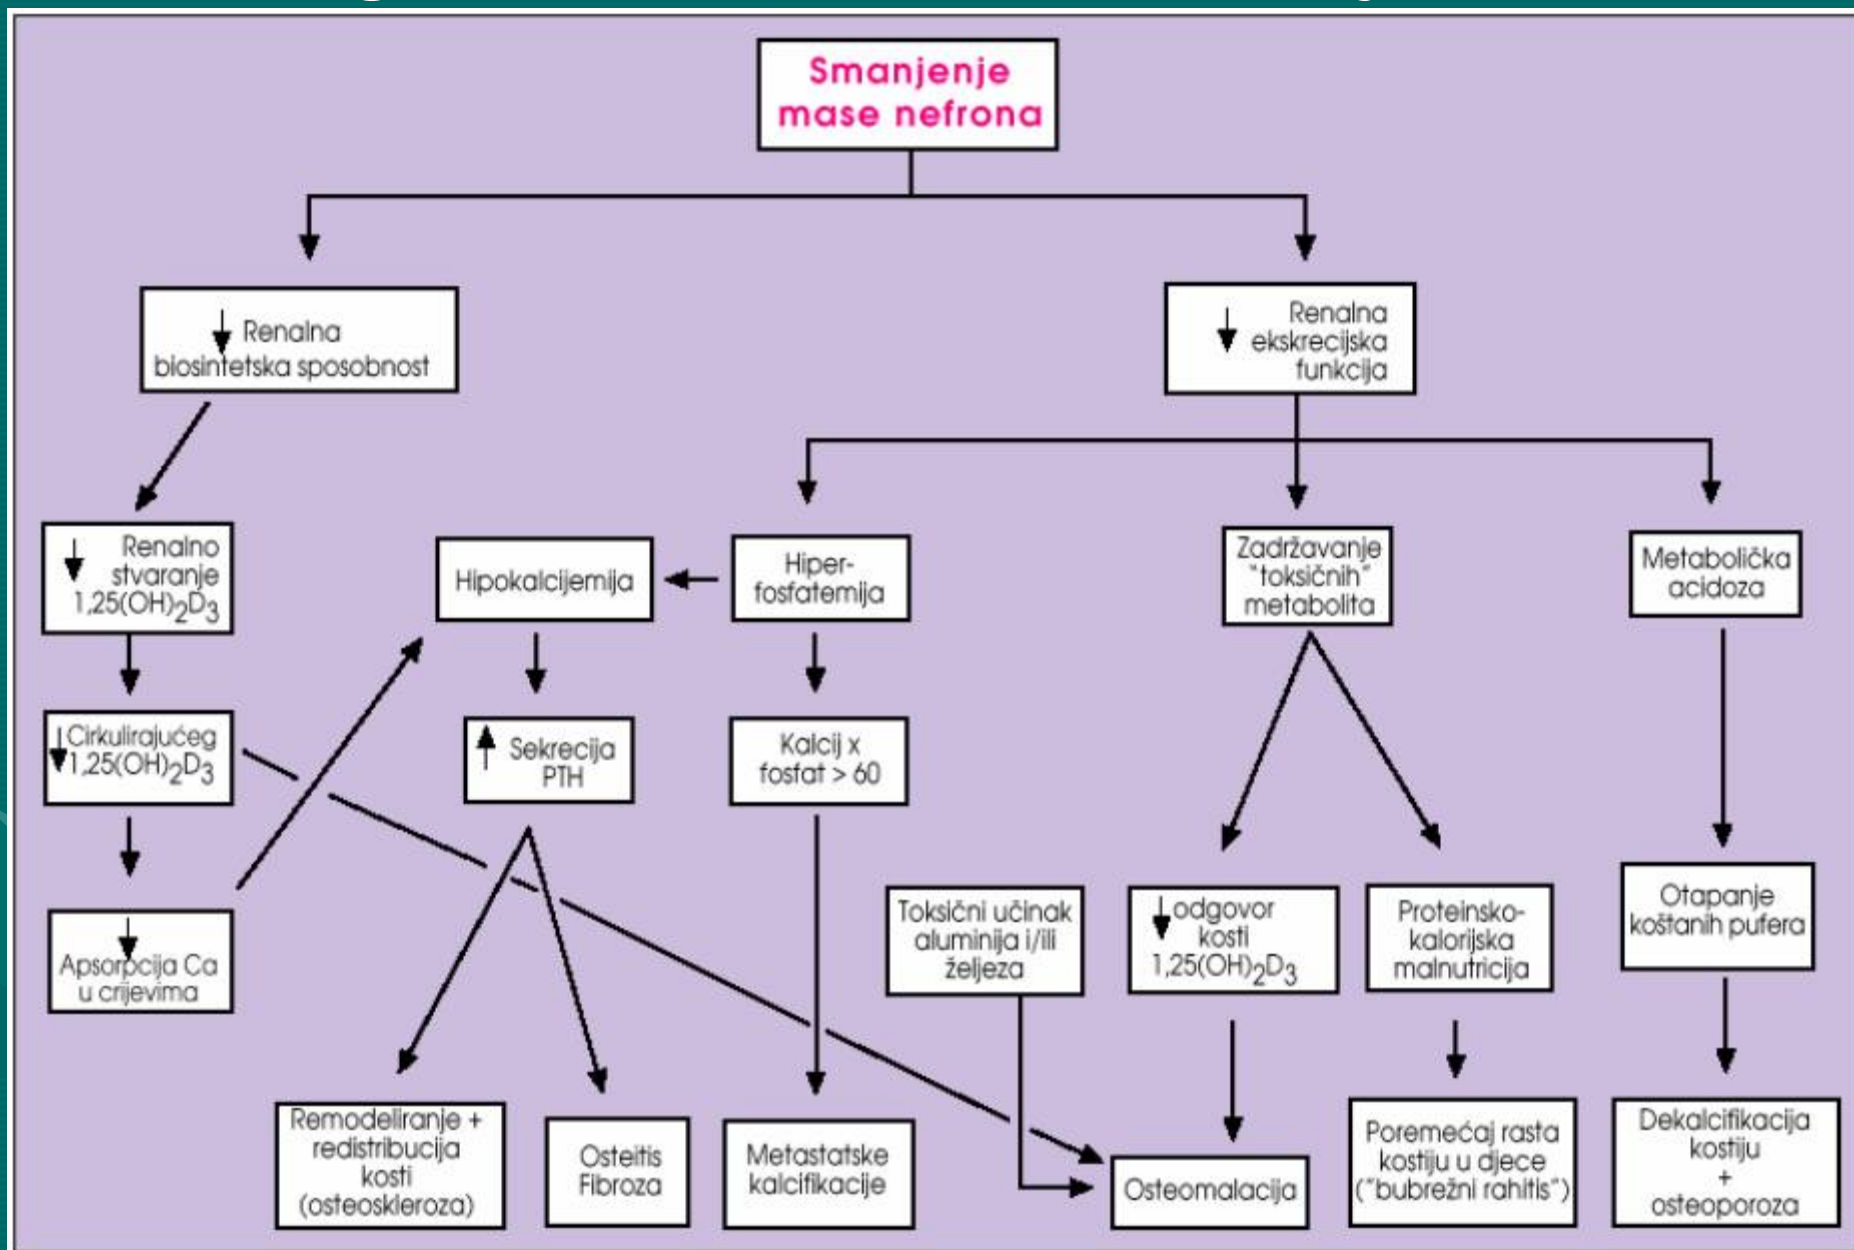 Smanjenje
mase nefrona
↓ Renalna
biosintetska sposobnost
↓ Renalna
ekskrecijska
funkcija
↓ Renalno
stvaranje
1,25(OH)₂D₃
Hipokalcijemija
Hiper-
fosfatemija
Zadržavanje
"toksičnih"
metabolita
Metabolička
acidoza
↓ Cirkulirajućeg
1,25(OH)₂D₃
↑ Sekrecija
PTH
Kalcij x
fosfat > 60
↓
Apsorpcija Ca
u crijevima
Toksični učinak
aluminija i/ili
željeza
↓ odgovor
kosti
1,25(OH)₂D₃
Proteinsko-
kalorijska
malnutricija
Otapanje
koštanih pufera
Remodeliranje +
redistribucija
kosti
(osteoskleroza)
Osteitis
Fibroza
Metastatske
kalcifikacije
Osteomalacija
Poremećaj rasta
kostiju u djece
("bubrežni rahitis")
Dekalcifikacija
kostiju
+
osteoporoza